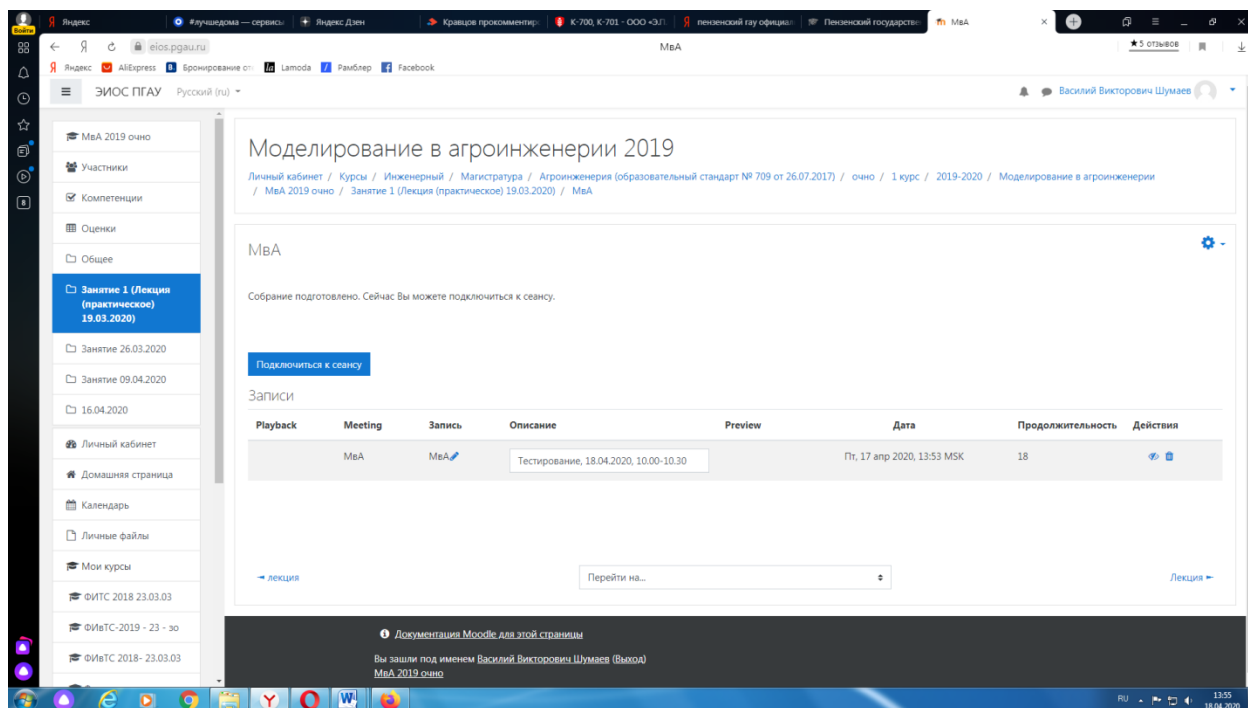 Яндекс
#лучшедома — сервисы
Яндекс Дзен
Кравцов прокомментир
К-700, К-701 - ООО «ЗЛ
пензенский гау официал
Пензенский государстве
МвА
Войти
eios.pgau.ru
МвА
★5 отзывов
Яндекс
AliExpress
Бронирование от
Lamoda
Рамблер
Facebook
ЭИОС ПГАУ Русский (ru)
Василий Викторович Шумаев
МвА 2019 очно
Участники
Компетенции
Оценки
Общее
Занятие 1 (Лекция
(практическое)
19.03.2020)
Занятие 26.03.2020
Занятие 09.04.2020
16.04.2020
Личный кабинет
Домашняя страница
Календарь
Личные файлы
Мои курсы
ФИТС 2018 23.03.03
ФИвТС-2019 - 23 - зо
ФИвТС 2018- 23.03.03
Моделирование в агроинженерии 2019
Личный кабинет / Курсы / Инженерный / Магистратура / Агроинженерия (образовательный стандарт № 709 от 26.07.2017) / очно / 1 курс / 2019-2020 / Моделирование в агроинженерии
/ МвА 2019 очно / Занятие 1 (Лекция (практическое) 19.03.2020) / МвА
МвА
Собрание подготовлено. Сейчас Вы можете подключиться к сеансу.
Подключиться к сеансу
Записи
Playback Meeting Запись Описание Preview Дата Продолжительность Действия
МвА МвА Тестирование, 18.04.2020, 10.00-10.30 Пт, 17 апр 2020, 13:53 MSK 18
◄ лекция
Перейти на...
Лекция ►
Документация Moodle для этой страницы
Вы зашли под именем Василий Викторович Шумаев (Выход)
МвА 2019 очно
RU
13:55
18.04.2020